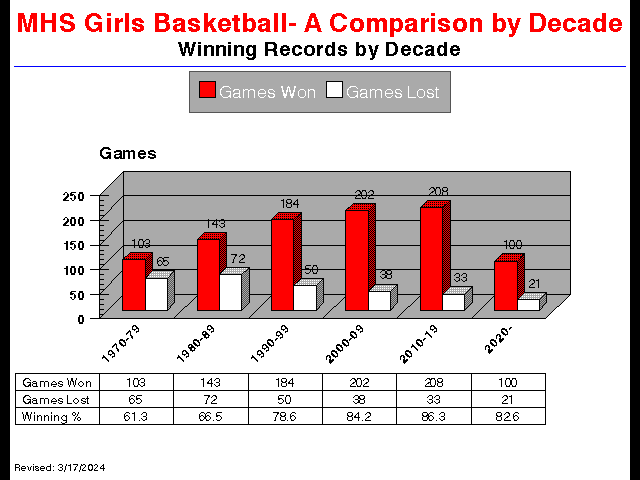 MHS Girls Basketball- A Comparison by Decade
Winning Records by Decade
Games Won Games Lost
Games
250
200
150
100
50
0
103 65 143 72 184 50 202 38 208 33 100 21
1970-79 1980-89 1990-99 2000-09 2010-19 2020-
Games Won 103 143 184 202 208 100
Games Lost 65 72 50 38 33 21
Winning % 61.3 66.5 78.6 84.2 86.3 82.6
Revised: 3/17/2024